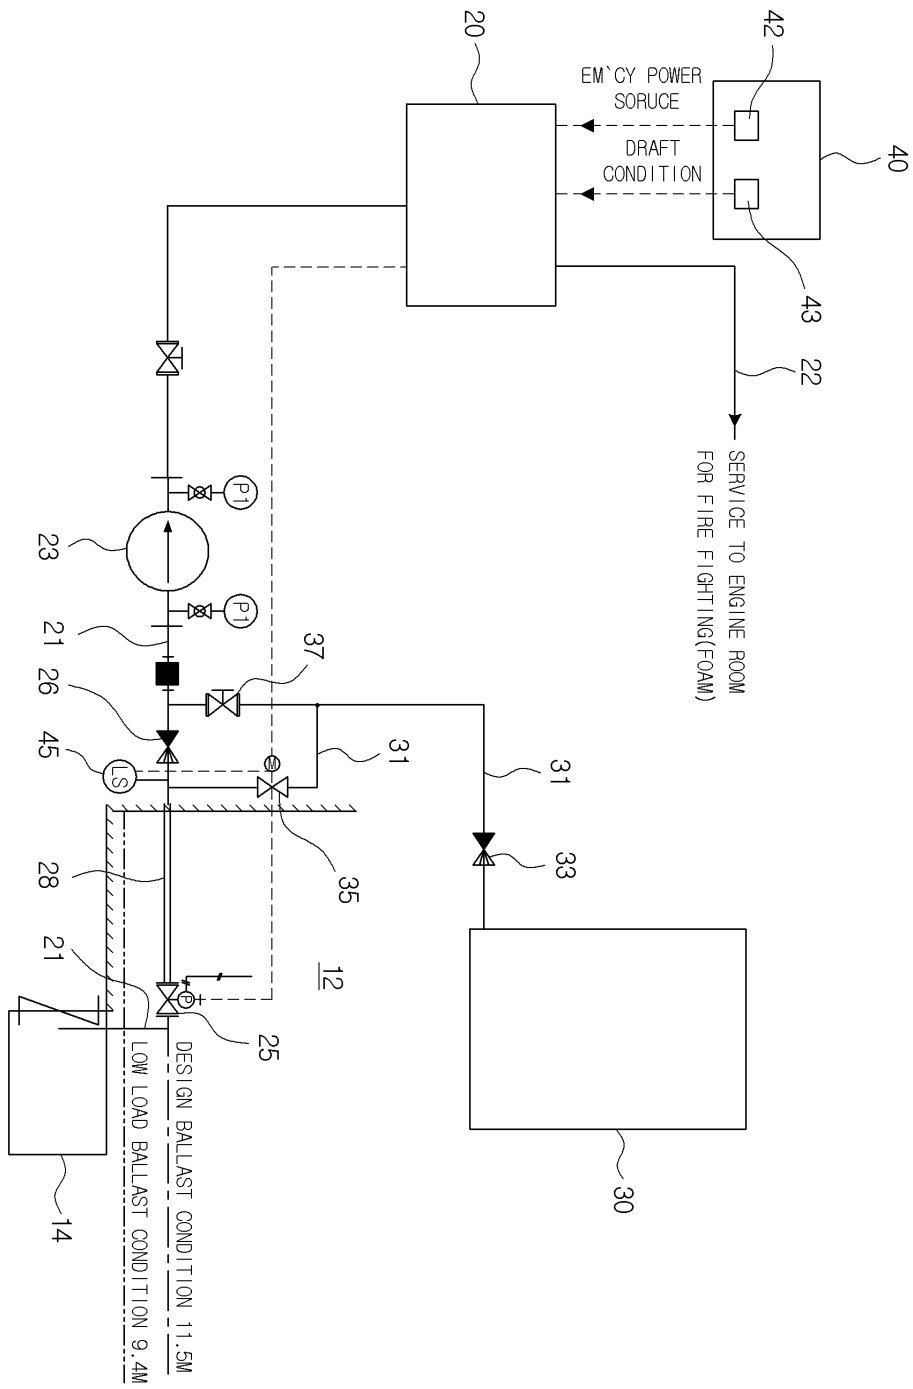 42
20
EM`CY POWER
SORUCE
40
DRAFT
CONDITION
43
22
SERVICE TO ENGINE ROOM
FOR FIRE FIGHTING(FOAM)
P1
23
P1
21
37
26
31
31
45
LS
M
33
35
28
12
21
P
25
DESIGN BALLAST CONDITION 11.5M
LOW LOAD BALLAST CONDITION 9.4M
14
30